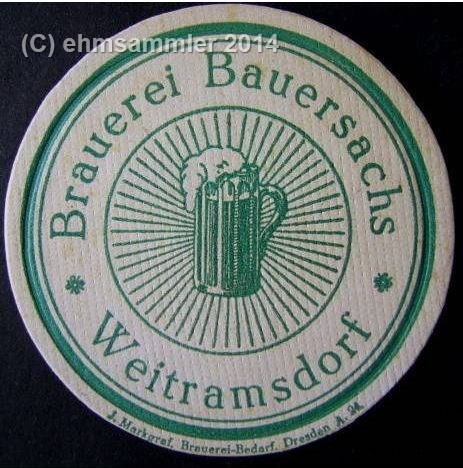 (C) ehmsammler 2014
Brauerei Bauersachs
* Weitramsdorf *
J. Markgraf, Brauerei-Bedarf, Dresden A. 24